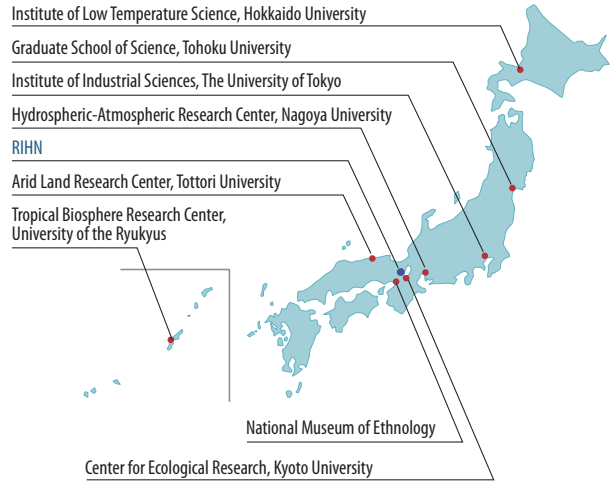 Institute of Low Temperature Science, Hokkaido University
Graduate School of Science, Tohoku University
Institute of Industrial Sciences, The University of Tokyo
Hydrospheric-Atmospheric Research Center, Nagoya University
RIHN
Arid Land Research Center, Tottori University
Tropical Biosphere Research Center,
University of the Ryukyus
National Museum of Ethnology
Center for Ecological Research, Kyoto University